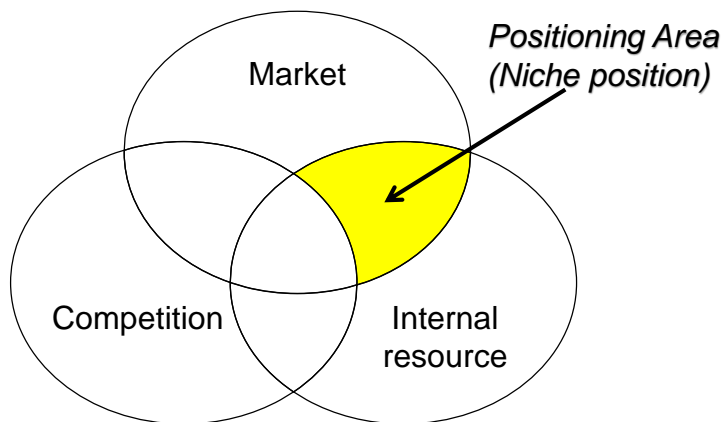 Positioning Area
(Niche position)
Market
Competition
Internal
resource